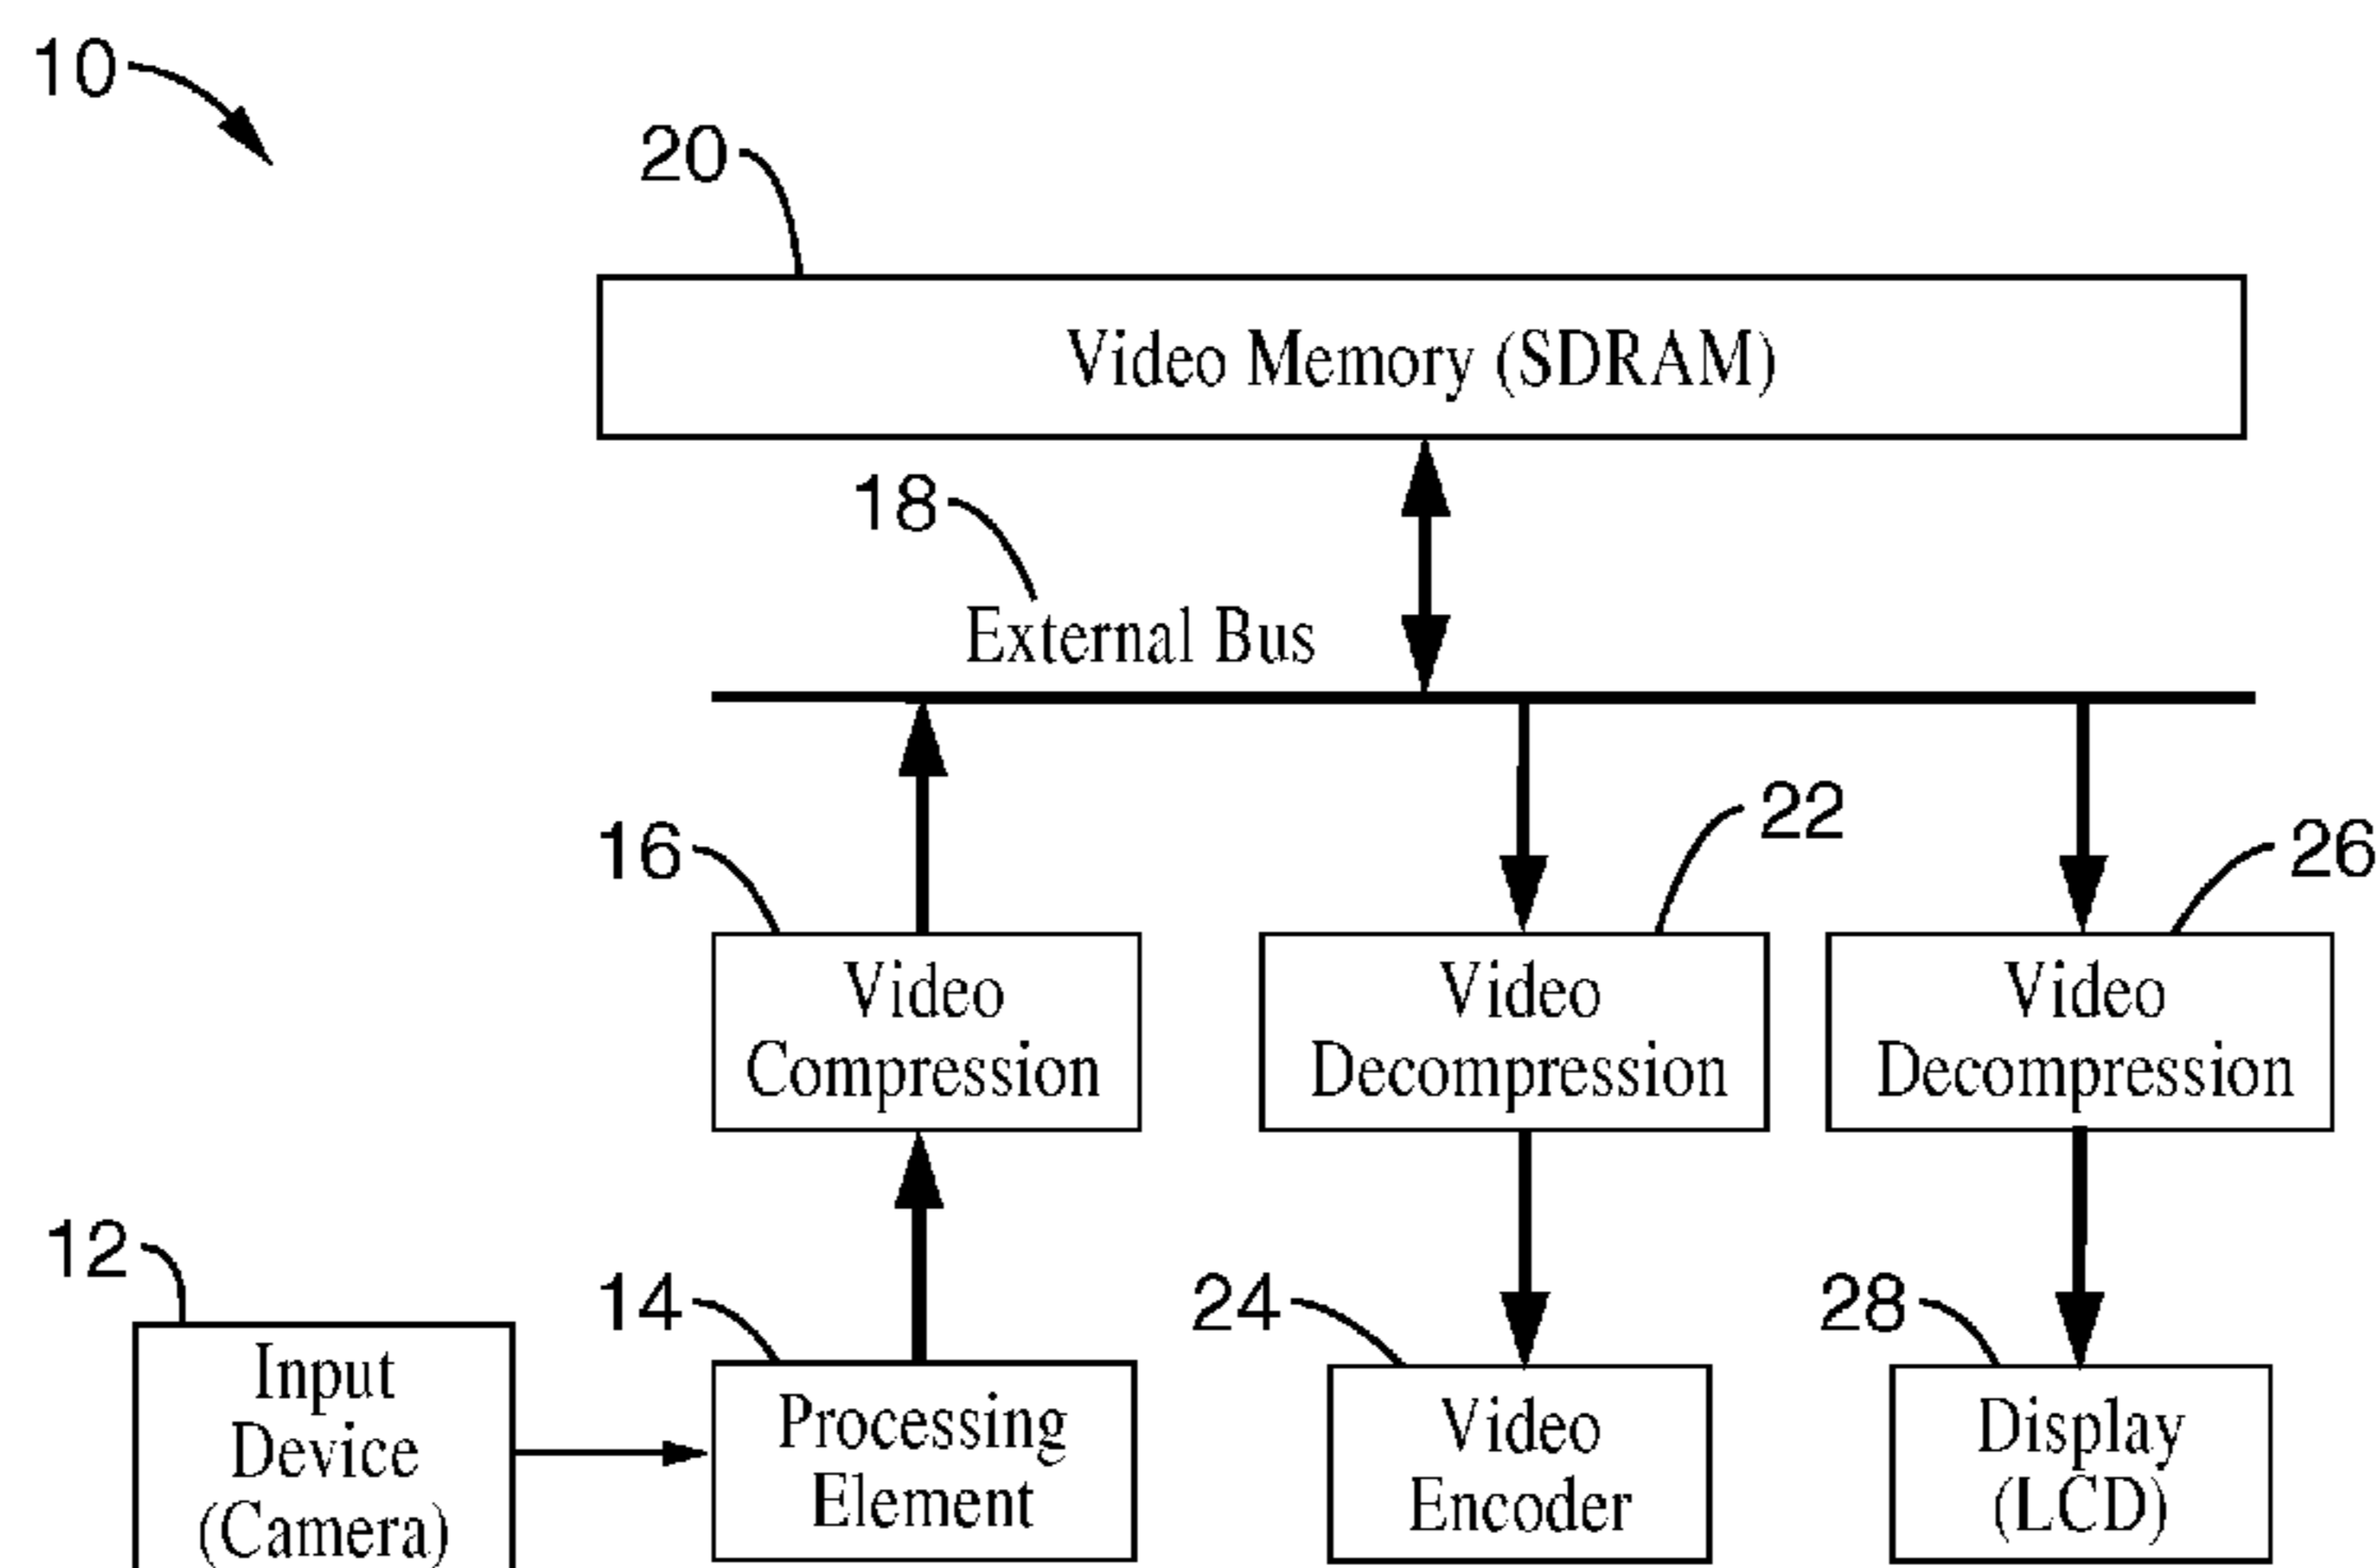 10
20
Video Memory (SDRAM)
18
External Bus
16
22
26
Video
Compression
Video
Decompression
Video
Decompression
12
14
24
28
Input
Device
(Camera)
Processing
Element
Video
Encoder
Display
(LCD)